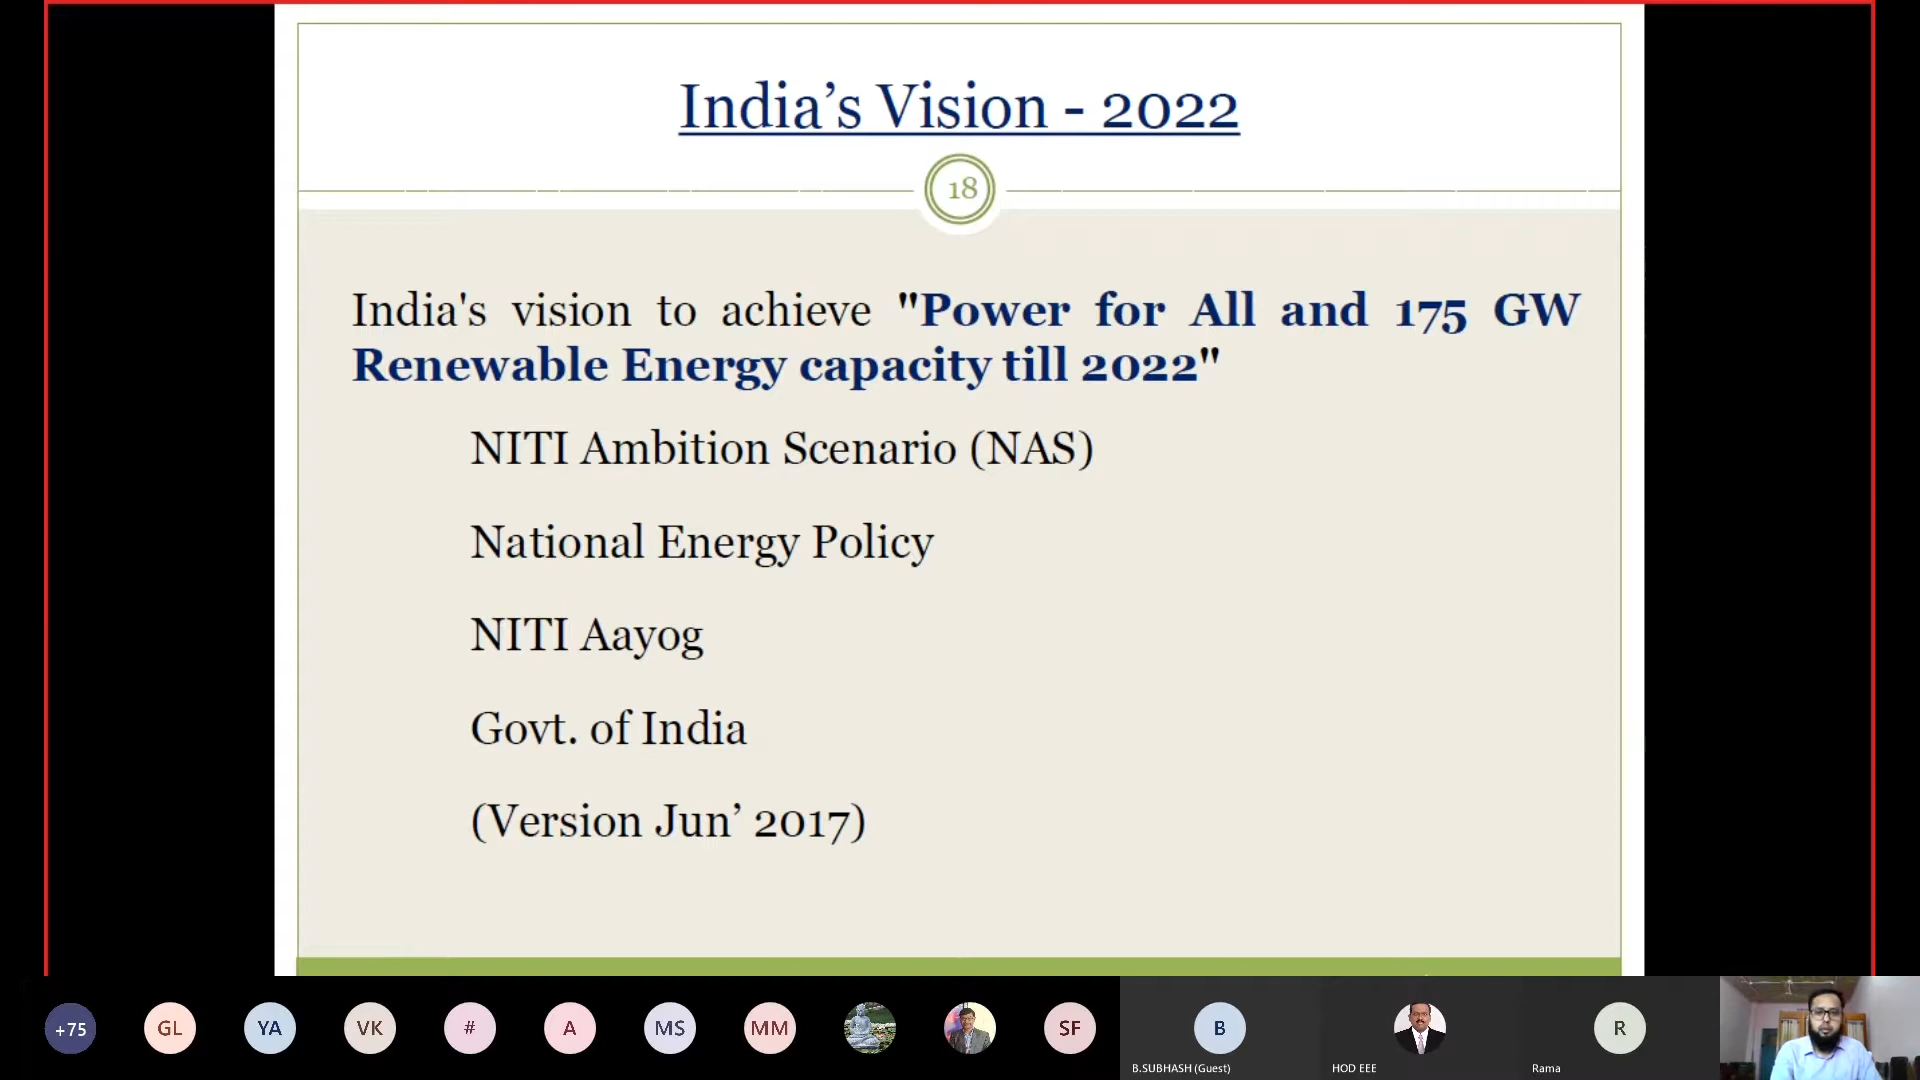 India’s Vision - 2022
18
India's vision to achieve "Power for All and 175 GW
Renewable Energy capacity till 2022"
NITI Ambition Scenario (NAS)
National Energy Policy
NITI Aayog
Govt. of India
(Version Jun’ 2017)
+75 GL YA VK # A MS MM SF B R
B.SUBHASH (Guest) HOD EEE Rama